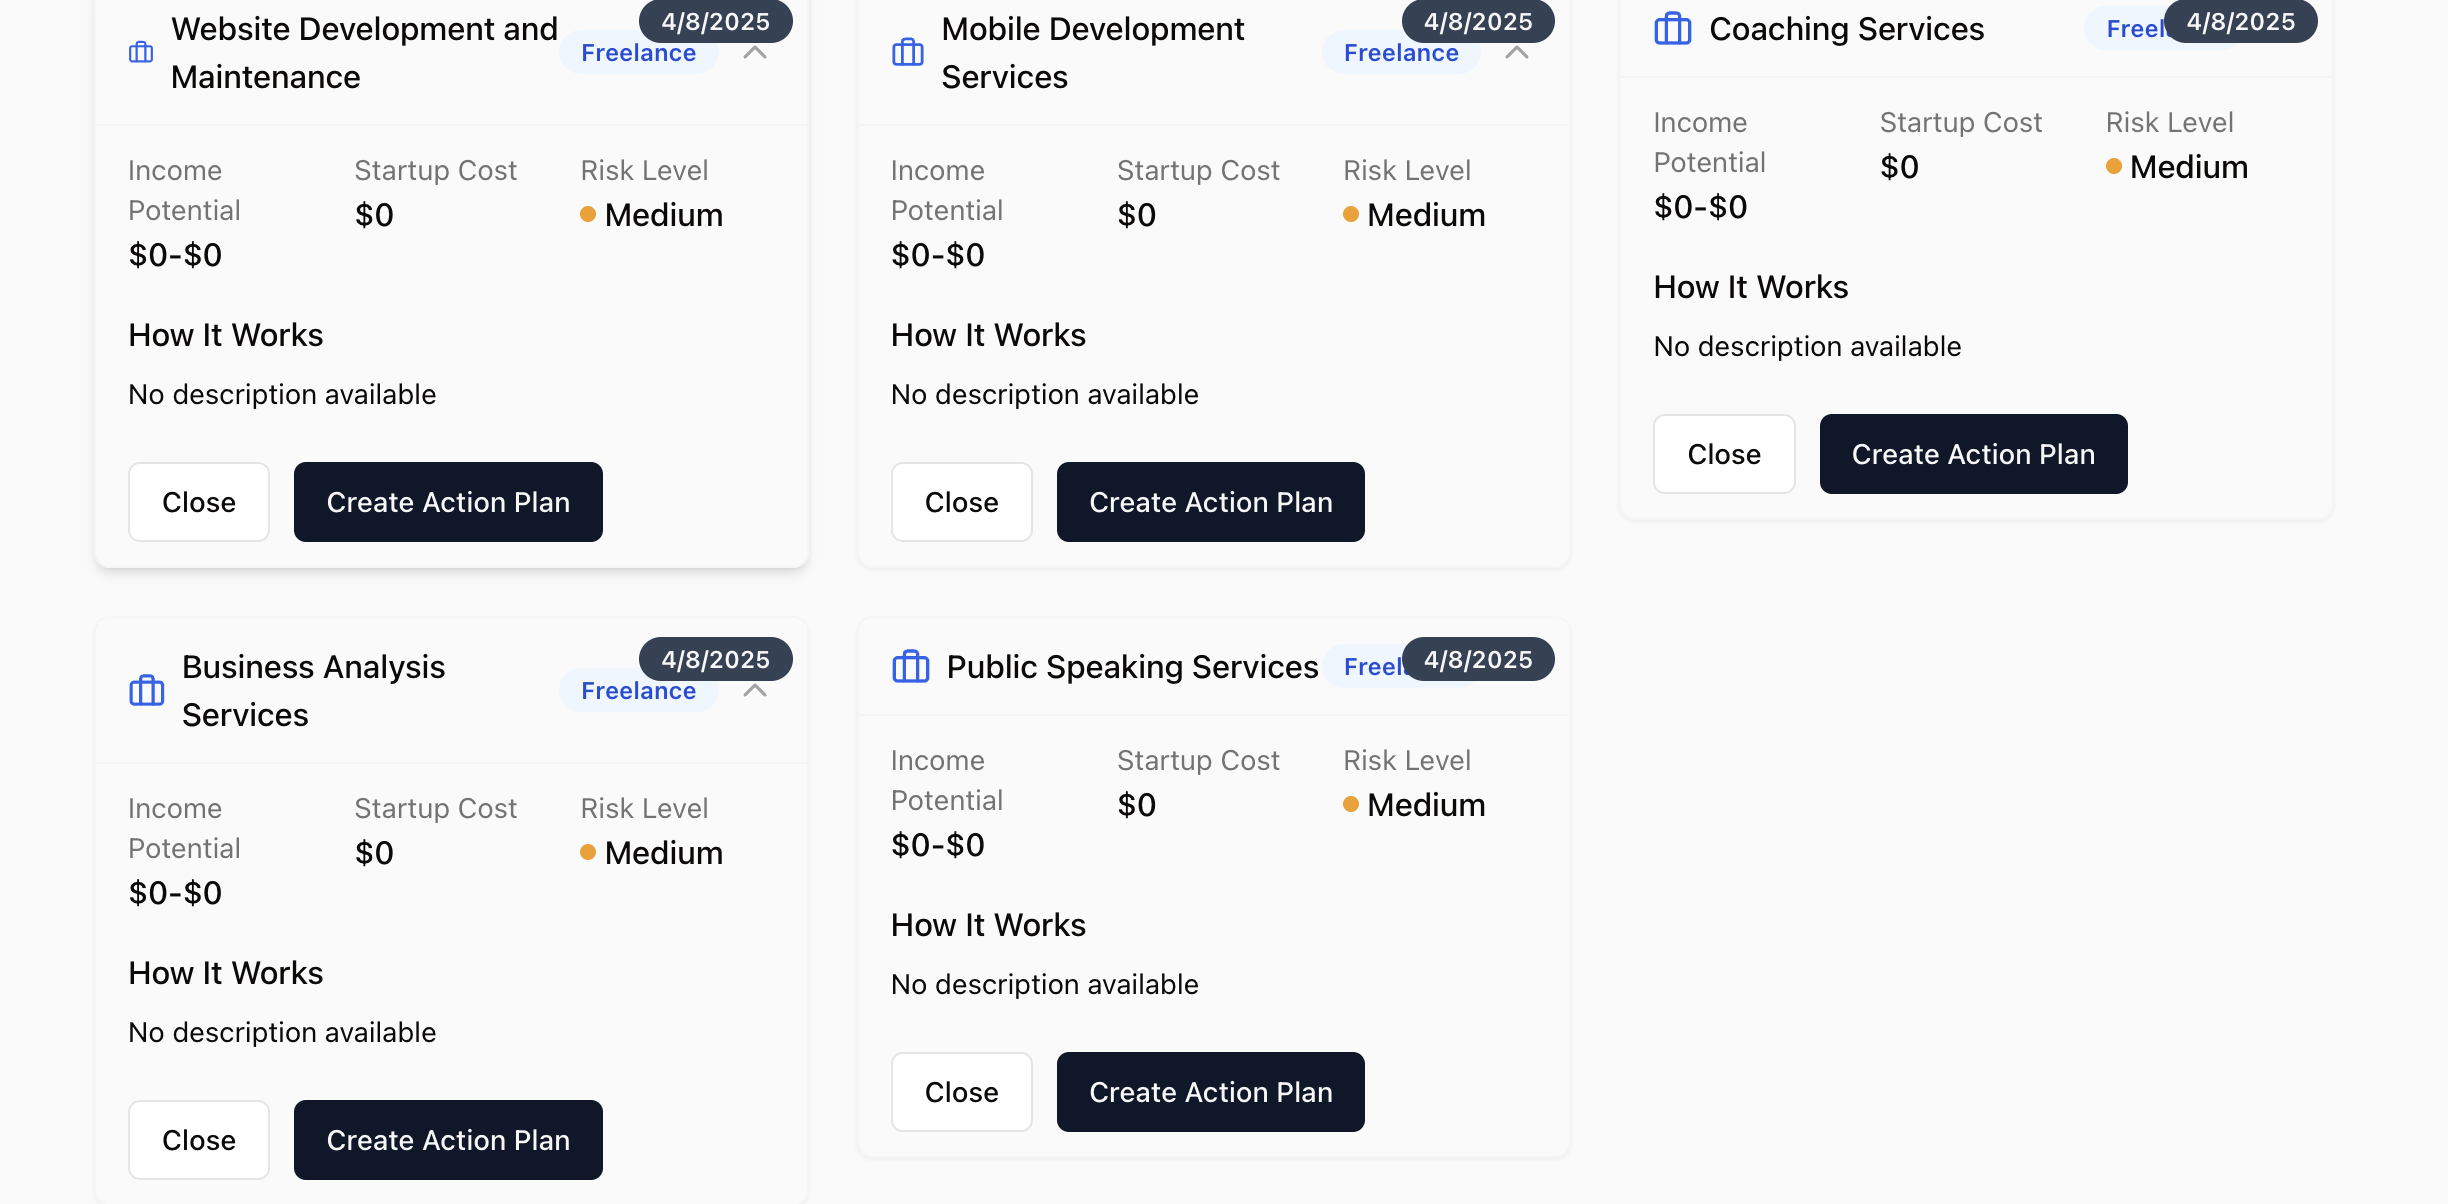 Website Development and
Maintenance
Freelance
4/8/2025
Income
Potential
$0-$0
Startup Cost
$0
Risk Level
Medium
How It Works
No description available
Close
Create Action Plan
Mobile Development
Services
Freelance
4/8/2025
Income
Potential
$0-$0
Startup Cost
$0
Risk Level
Medium
How It Works
No description available
Close
Create Action Plan
Coaching Services
Freel
4/8/2025
Income
Potential
$0-$0
Startup Cost
$0
Risk Level
Medium
How It Works
No description available
Close
Create Action Plan
Business Analysis
Services
Freelance
4/8/2025
Income
Potential
$0-$0
Startup Cost
$0
Risk Level
Medium
How It Works
No description available
Close
Create Action Plan
Public Speaking Services
Freel
4/8/2025
Income
Potential
$0-$0
Startup Cost
$0
Risk Level
Medium
How It Works
No description available
Close
Create Action Plan